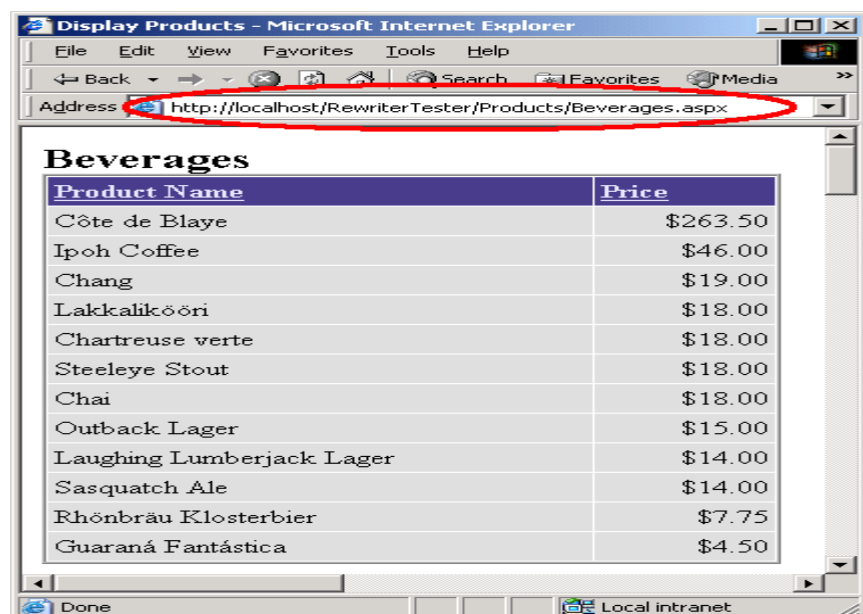 Display Products - Microsoft Internet Explorer
File Edit View Favorites Tools Help
Back Search Favorites Media »
Address http://localhost/RewriterTester/Products/Beverages.aspx
Beverages
Product Name Price
Côte de Blaye $263.50
Ipoh Coffee $46.00
Chang $19.00
Lakkalikööri $18.00
Chartreuse verte $18.00
Steeleye Stout $18.00
Chai $18.00
Outback Lager $15.00
Laughing Lumberjack Lager $14.00
Sasquatch Ale $14.00
Rhönbräu Klosterbier $7.75
Guaraná Fantástica $4.50
Done Local intranet